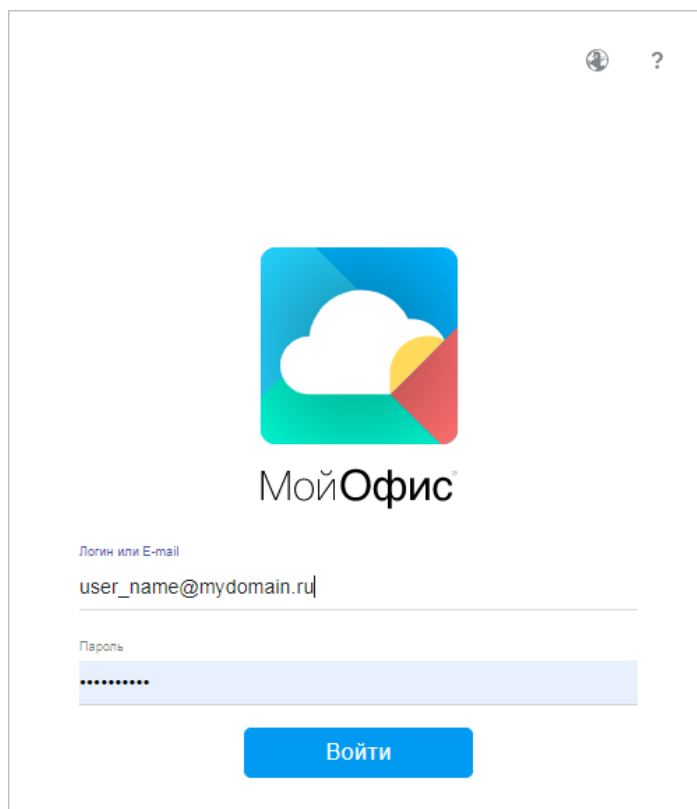 ?
МойОфис
Логин или E-mail
user_name@mydomain.ru
Пароль
••••••••••
Войти